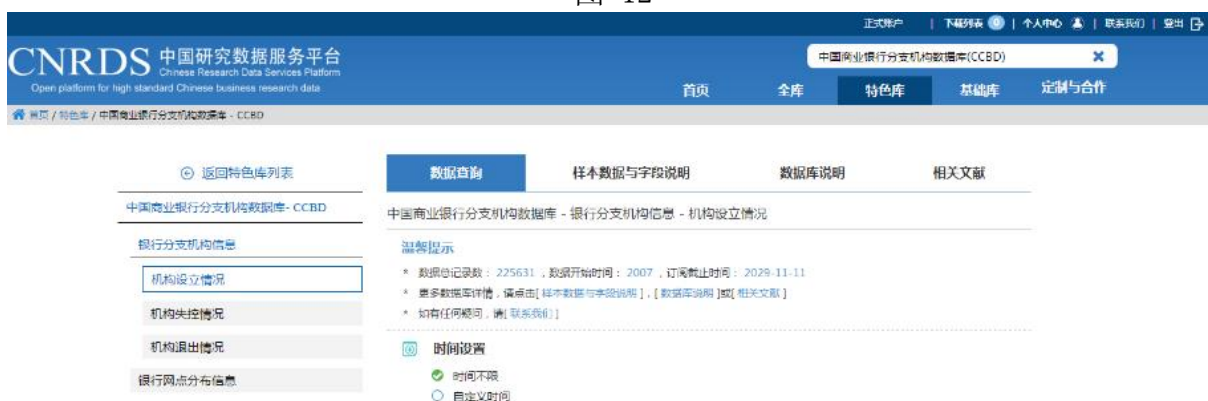 图 12
正式账户 | 下载列表 0 | 个人中心 | 联系我们 | 登出
CNRDS 中国研究数据服务平台
Chinese Research Data Services Platform
Open platform for high standard Chinese business research data
中国商业银行分支机构数据库(CCBD) ×
首页 全库 特色库 基础库 定制与合作
首页 / 特色库 / 中国商业银行分支机构数据库 - CCBD
返回特色库列表
数据查询 样本数据与字段说明 数据库说明 相关文献
中国商业银行分支机构数据库- CCBD
中国商业银行分支机构数据库 - 银行分支机构信息 - 机构设立情况
银行分支机构信息
温馨提示
机构设立情况
* 数据总记录数: 225631 , 数据开始时间: 2007 , 订阅截止时间: 2029-11-11
* 更多数据库详情, 请点击[ 样本数据与字段说明 ] , [ 数据库说明 ]或[ 相关文献 ]
机构失控情况
* 如有任何疑问, 请[ 联系我们 ]
机构退出情况
时间设置
银行网点分布信息
时间不限
自定义时间